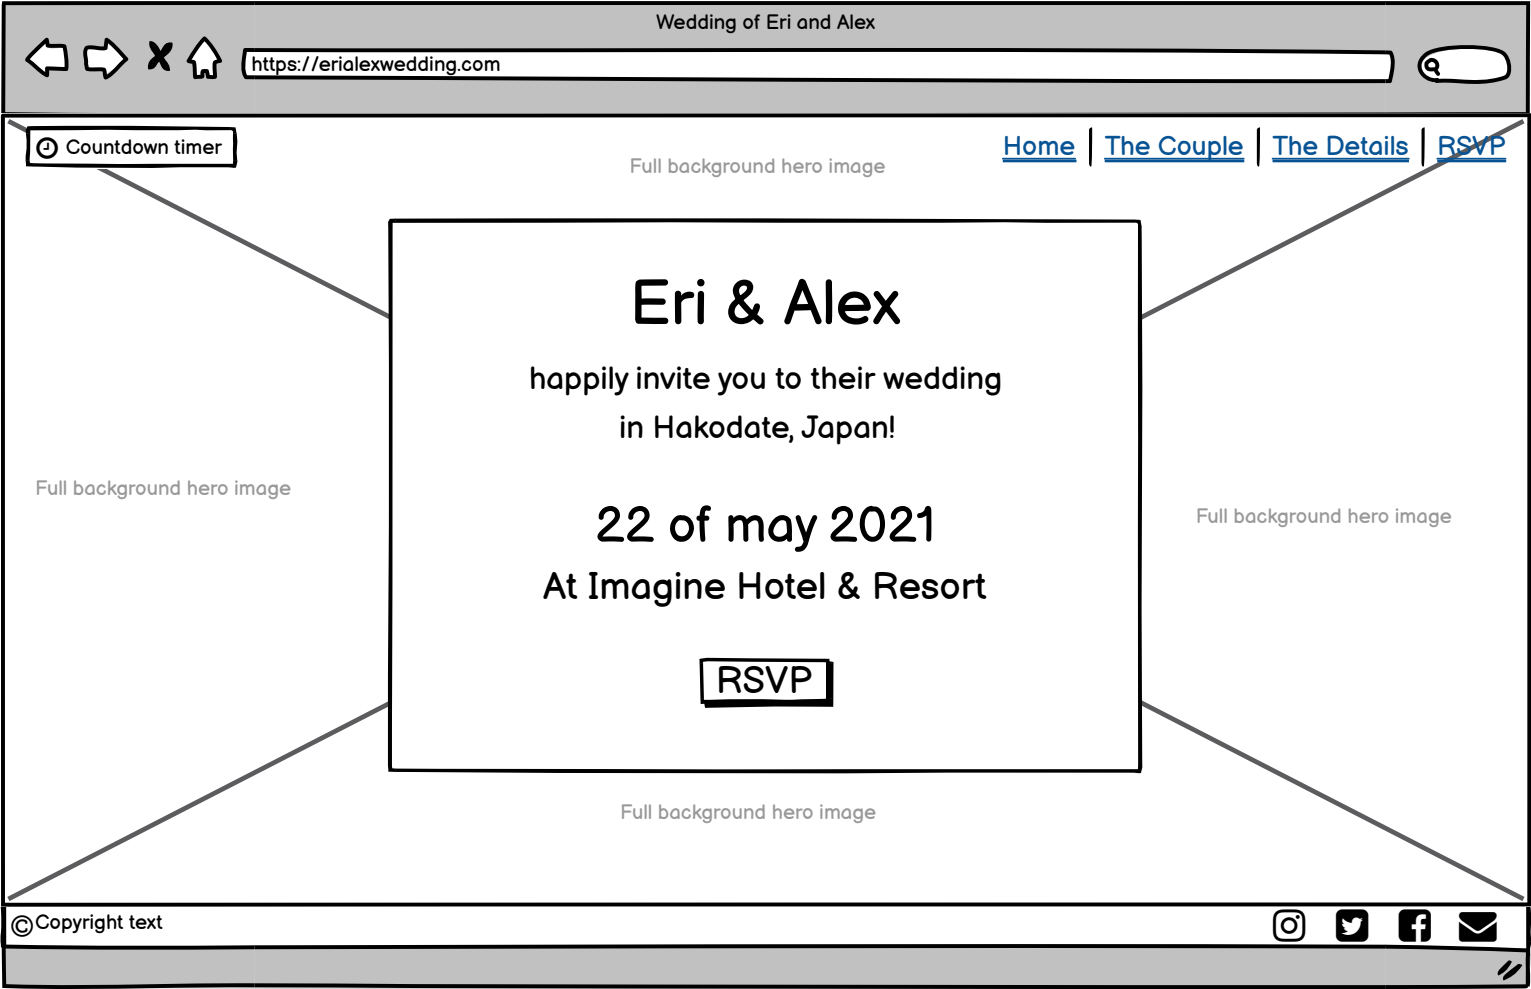 Wedding of Eri and Alex
https://erialexwedding.com
Countdown timer
Home | The Couple | The Details | RSVP
Full background hero image
Eri & Alex
happily invite you to their wedding
in Hakodate, Japan!
Full background hero image
22 of may 2021
Full background hero image
At Imagine Hotel & Resort
RSVP
Full background hero image
© Copyright text